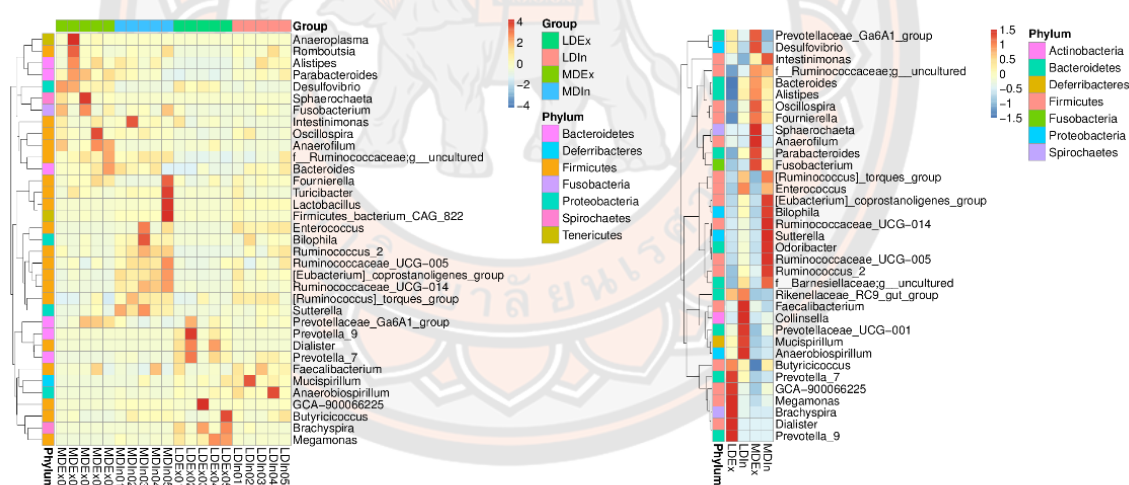 Group
Anaeroplasma
Romboutsia
Alistipes
Parabacteroides
Desulfovibrio
Sphaerochaeta
Fusobacterium
Intestinimonas
Oscillospira
Anaerofilum
f__Ruminococcaceae;g__uncultured
Bacteroides
Fournierella
Turicibacter
Lactobacillus
Firmicutes_bacterium_CAG_822
Enterococcus
Bilophila
Ruminococcus_2
Ruminococcaceae_UCG-005
[Eubacterium]_coprostanoligenes_group
Ruminococcaceae_UCG-014
[Ruminococcus]_torques_group
Sutterella
Prevotellaceae_Ga6A1_group
Prevotella_9
Dialister
Prevotella_7
Faecalibacterium
Mucispirillum
Anaerobiospirillum
GCA-900066225
Butyricicoccus
Brachyspira
Megamonas
Phylum
MDIn01
MDIn02
MDIn03
MDIn04
MDIn05
LDIn01
LDIn02
LDIn03
LDIn04
LDIn05
4
2
0
−2
−4
Group
LDEx
LDIn
MDEx
MDIn
Phylum
Bacteroidetes
Deferribacteres
Firmicutes
Fusobacteria
Proteobacteria
Spirochaetes
Tenericutes
Prevotellaceae_Ga6A1_group
Desulfovibrio
Intestinimonas
f__Ruminococcaceae;g__uncultured
Bacteroides
Alistipes
Oscillospira
Fournierella
Sphaerochaeta
Anaerofilum
Parabacteroides
Fusobacterium
[Ruminococcus]_torques_group
Enterococcus
[Eubacterium]_coprostanoligenes_group
Bilophila
Ruminococcaceae_UCG-014
Sutterella
Odoribacter
Ruminococcaceae_UCG-005
Ruminococcus_2
f__Barnesiellaceae;g__uncultured
Rikenellaceae_RC9_gut_group
Faecalibacterium
Collinsella
Prevotellaceae_UCG-001
Mucispirillum
Anaerobiospirillum
Butyricicoccus
Prevotella_7
GCA-900066225
Megamonas
Brachyspira
Dialister
Prevotella_9
Phylum
LDEx
LDIn
MDEx
MDIn
1.5
1
0.5
0
−0.5
−1
−1.5
Phylum
Actinobacteria
Bacteroidetes
Deferribacteres
Firmicutes
Fusobacteria
Proteobacteria
Spirochaetes